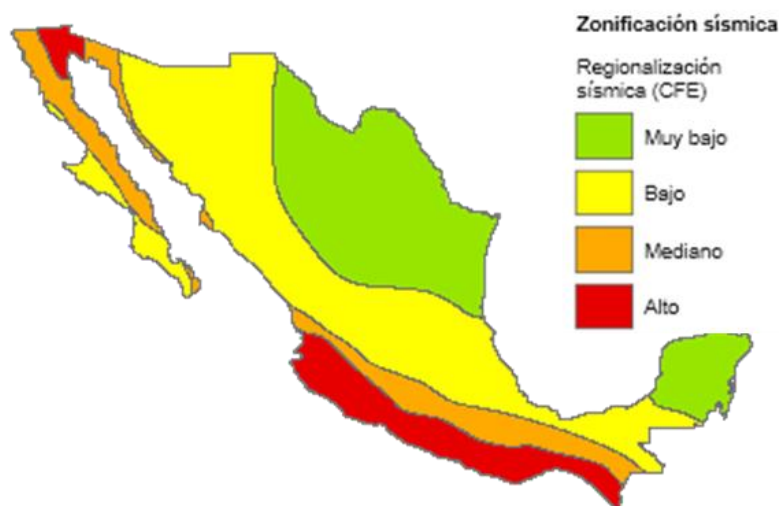 Zonificación sísmica
Regionalización
sísmica (CFE)
Muy bajo
Bajo
Mediano
Alto